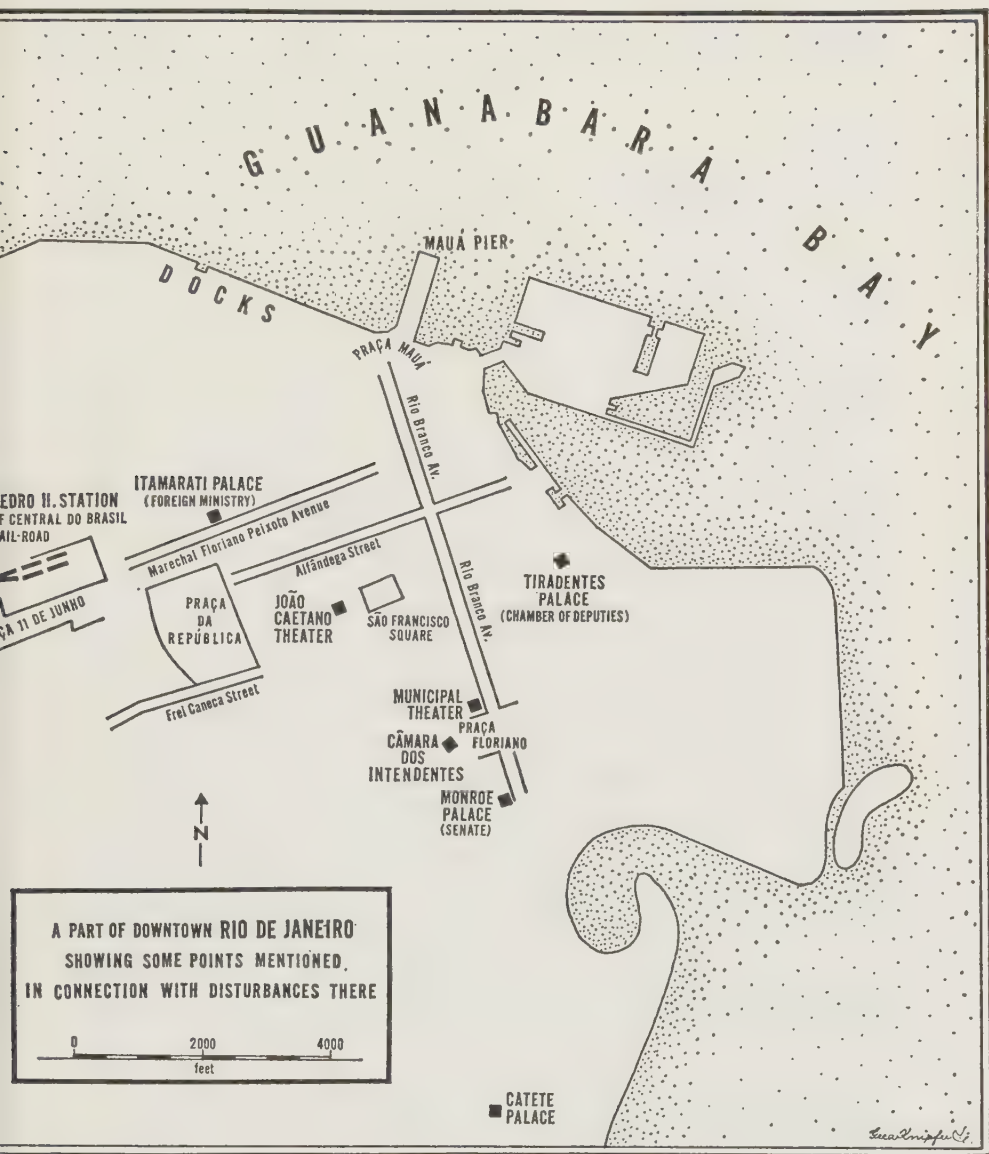 GUANABARA BAY
MAUÁ PIER
DOCKS
PRAÇA MAUÁ
Rio Branco Av.
ITAMARATI PALACE
(FOREIGN MINISTRY)
EDRO II. STATION
F CENTRAL DO BRASIL
AIL-ROAD
Marechal Floriano Peixoto Avenue
Alfândega Street
ÇA 11 DE JUNHO
PRAÇA
DA
REPÚBLICA
JOÃO
CAETANO
THEATER
SÃO FRANCISCO
SQUARE
Rio Branco Av.
TIRADENTES
PALACE
(CHAMBER OF DEPUTIES)
Frei Caneca Street
MUNICIPAL
THEATER
PRAÇA
FLORIANO
CÂMARA
DOS
INTENDENTES
MONROE
PALACE
(SENATE)
N
A PART OF DOWNTOWN RIO DE JANEIRO
SHOWING SOME POINTS MENTIONED,
IN CONNECTION WITH DISTURBANCES THERE
0 2000 4000
feet
CATETE
PALACE